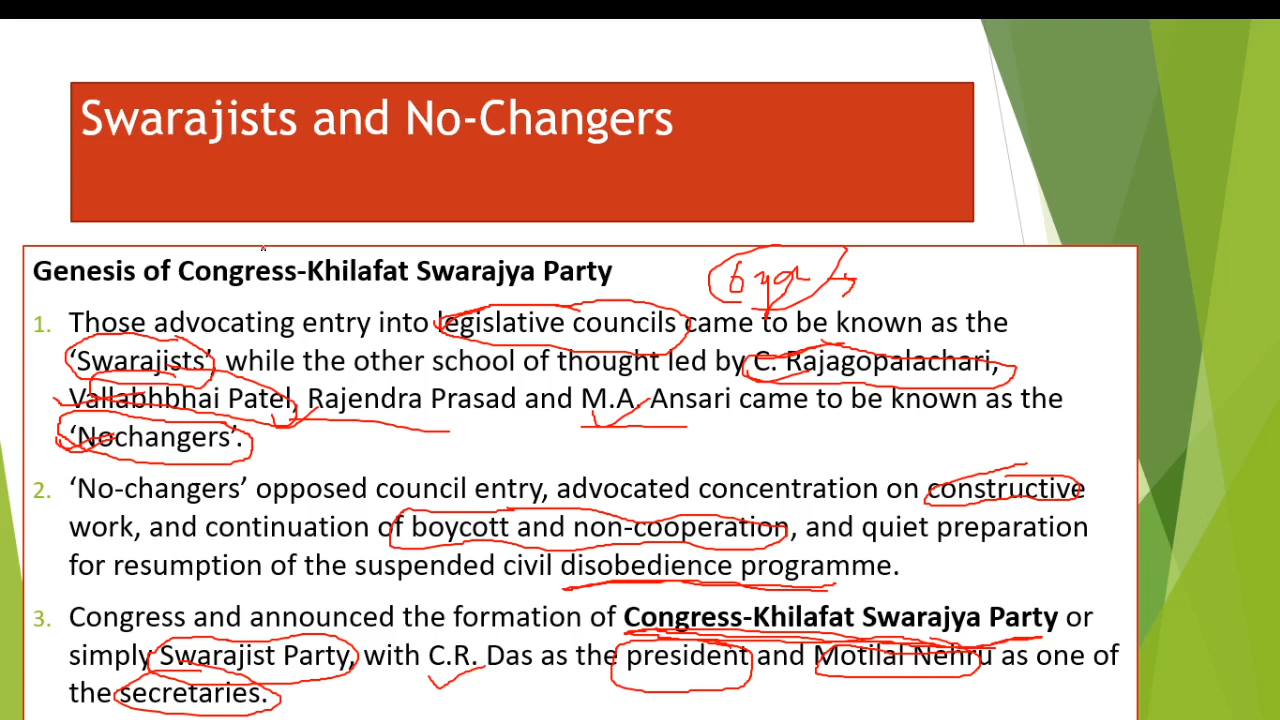 Swarajists and No-Changers
Genesis of Congress-Khilafat Swarajya Party
1. Those advocating entry into legislative councils came to be known as the
‘Swarajists’, while the other school of thought led by C. Rajagopalachari,
Vallabhbhai Patel, Rajendra Prasad and M.A. Ansari came to be known as the
‘Nochangers’.
2. ‘No-changers’ opposed council entry, advocated concentration on constructive
work, and continuation of boycott and non-cooperation, and quiet preparation
for resumption of the suspended civil disobedience programme.
3. Congress and announced the formation of Congress-Khilafat Swarajya Party or
simply Swarajist Party, with C.R. Das as the president and Motilal Nehru as one of
the secretaries.